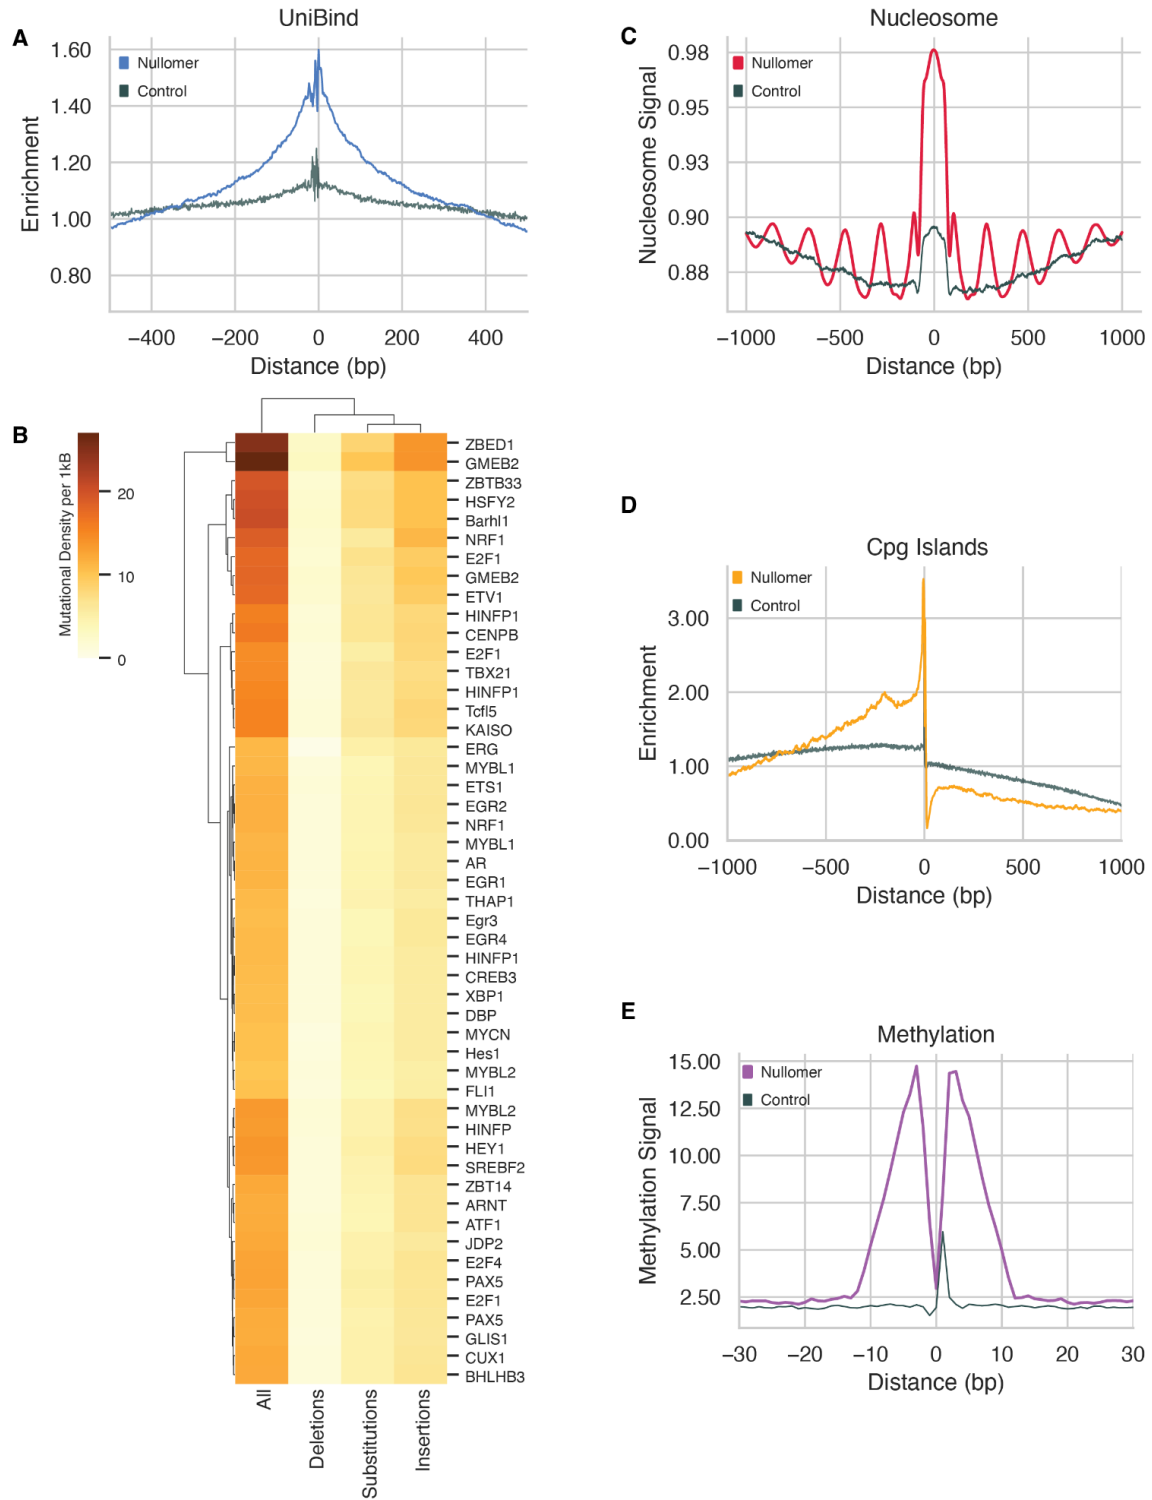 A
UniBind
Enrichment
1.60
1.40
1.20
1.00
0.80
Nullomer
Control
−400
−200
0
200
400
Distance (bp)
B
Mutational Density per 1kB
20
10
0
ZBED1
GMEB2
ZBTB33
HSFY2
Barhl1
NRF1
E2F1
GMEB2
ETV1
HINFP1
CENPB
E2F1
TBX21
HINFP1
Tcfl5
KAISO
ERG
MYBL1
ETS1
EGR2
NRF1
MYBL1
AR
EGR1
THAP1
Egr3
EGR4
HINFP1
CREB3
XBP1
DBP
MYCN
Hes1
MYBL2
FLI1
MYBL2
HINFP
HEY1
SREBF2
ZBT14
ARNT
ATF1
JDP2
E2F4
PAX5
E2F1
PAX5
GLIS1
CUX1
BHLHB3
All
Deletions
Substitutions
Insertions
C
Nucleosome
Nucleosome Signal
0.98
0.95
0.93
0.90
0.88
Nullomer
Control
−1000
−500
0
500
1000
Distance (bp)
D
Cpg Islands
Enrichment
3.00
2.00
1.00
0.00
Nullomer
Control
−1000
−500
0
500
1000
Distance (bp)
E
Methylation
Methylation Signal
15.00
12.50
10.00
7.50
5.00
2.50
Nullomer
Control
−30
−20
−10
0
10
20
30
Distance (bp)